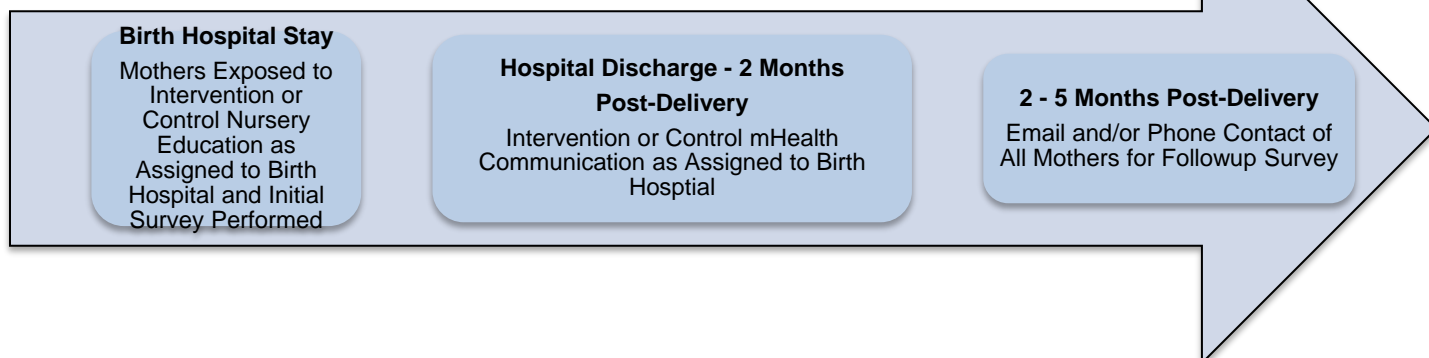 Birth Hospital Stay
Mothers Exposed to
Intervention or
Control Nursery
Education as
Assigned to Birth
Hospital and Initial
Survey Performed
Hospital Discharge - 2 Months
Post-Delivery
Intervention or Control mHealth
Communication as Assigned to Birth
Hosptial
2 - 5 Months Post-Delivery
Email and/or Phone Contact of
All Mothers for Followup Survey